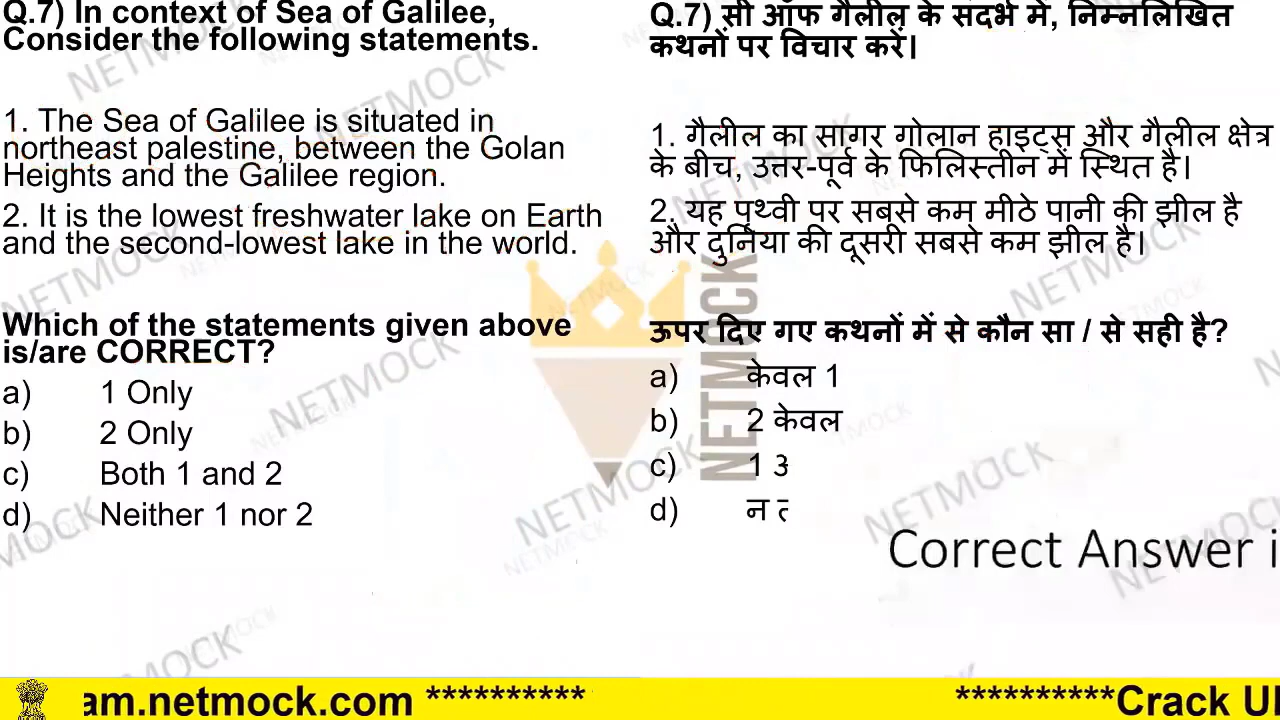 Q.7) In context of Sea of Galilee,
Consider the following statements.
1. The Sea of Galilee is situated in
northeast palestine, between the Golan
Heights and the Galilee region.
2. It is the lowest freshwater lake on Earth
and the second-lowest lake in the world.
Which of the statements given above
is/are CORRECT?
a) 1 Only
b) 2 Only
c) Both 1 and 2
d) Neither 1 nor 2
Q.7) सी ऑफ गैलील के संदर्भ में, निम्नलिखित
कथनों पर विचार करें।
1. गैलील का सागर गोलान हाइट्स और गैलील क्षेत्र
के बीच, उत्तर-पूर्व के फिलिस्तीन में स्थित है।
2. यह पृथ्वी पर सबसे कम मीठे पानी की झील है
और दुनिया की दूसरी सबसे कम झील है।
ऊपर दिए गए कथनों में से कौन सा / से सही है?
a) केवल 1
b) 2 केवल
c) 1
d) न
NETMOCK
Correct Answer i
am.netmock.com ********** **********Crack